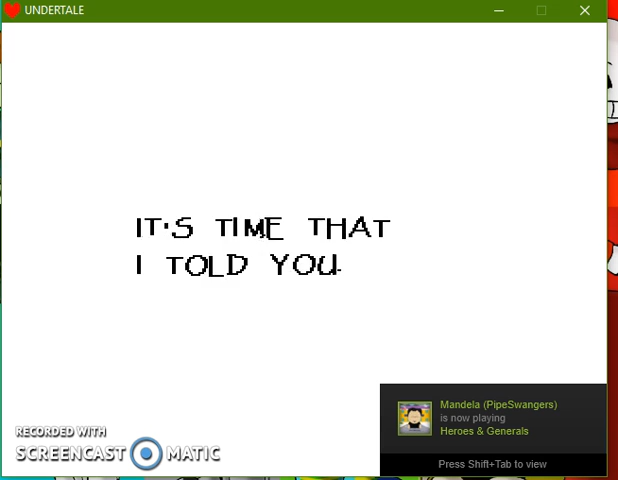 UNDERTALE
IT'S TIME THAT
I TOLD YOU
Mandela (PipeSwangers)
is now playing
Heroes & Generals
Press Shift+Tab to view
RECORDED WITH
SCREENCAST MATIC